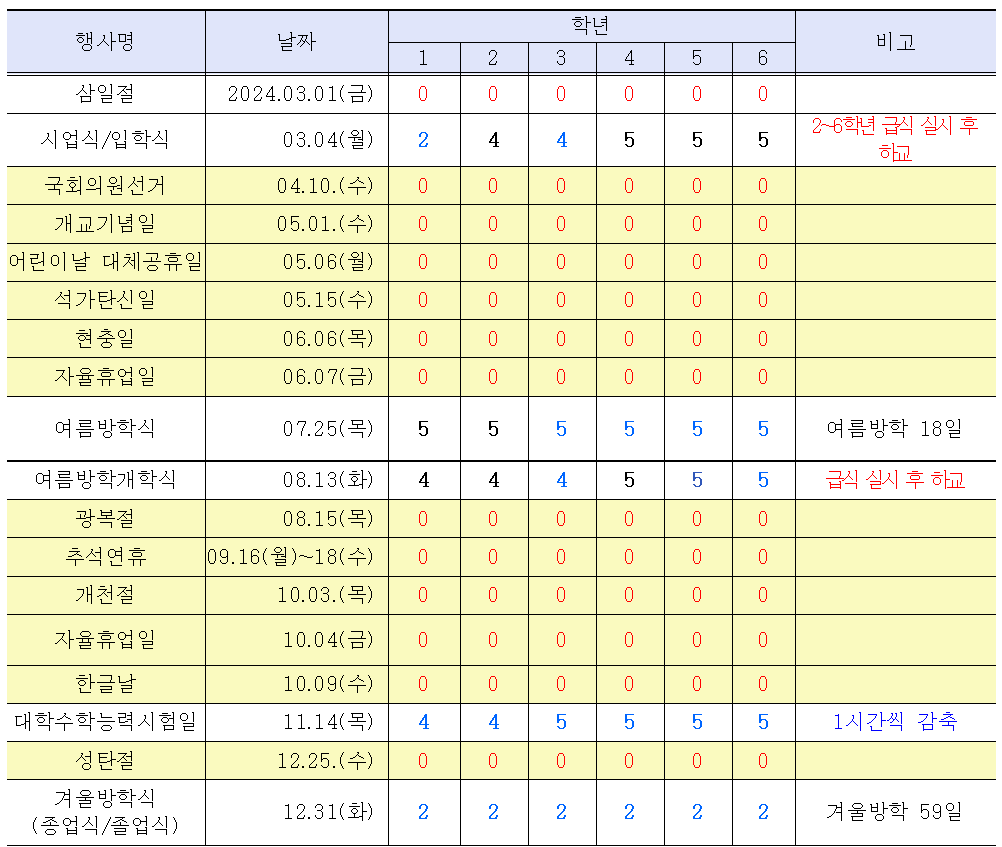 행사명 날짜 학년 비고
1 2 3 4 5 6
삼일절 2024.03.01(금) 0 0 0 0 0 0
시업식/입학식 03.04(월) 2 4 4 5 5 5 2~6학년 급식 실시 후
하교
국회의원선거 04.10.(수) 0 0 0 0 0 0
개교기념일 05.01.(수) 0 0 0 0 0 0
어린이날 대체공휴일 05.06(월) 0 0 0 0 0 0
석가탄신일 05.15(수) 0 0 0 0 0 0
현충일 06.06(목) 0 0 0 0 0 0
자율휴업일 06.07(금) 0 0 0 0 0 0
여름방학식 07.25(목) 5 5 5 5 5 5 여름방학 18일
여름방학개학식 08.13(화) 4 4 4 5 5 5 급식 실시 후 하교
광복절 08.15(목) 0 0 0 0 0 0
추석연휴 09.16(월)~18(수) 0 0 0 0 0 0
개천절 10.03.(목) 0 0 0 0 0 0
자율휴업일 10.04(금) 0 0 0 0 0 0
한글날 10.09(수) 0 0 0 0 0 0
대학수학능력시험일 11.14(목) 4 4 5 5 5 5 1시간씩 감축
성탄절 12.25.(수) 0 0 0 0 0 0
겨울방학식
(종업식/졸업식) 12.31(화) 2 2 2 2 2 2 겨울방학 59일